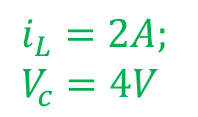 i_L = 2A;
V_c = 4V